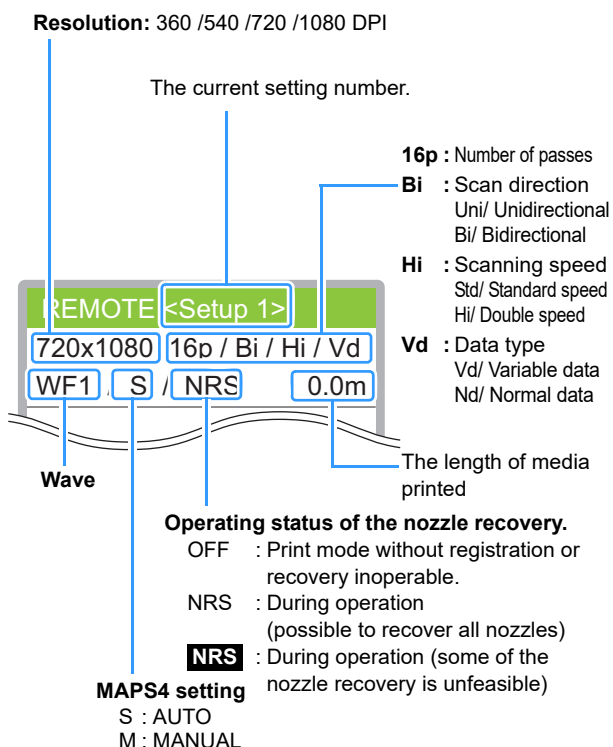 Resolution: 360 /540 /720 /1080 DPI
The current setting number.
16p : Number of passes
Bi : Scan direction
Uni/ Unidirectional
Bi/ Bidirectional
Hi : Scanning speed
Std/ Standard speed
Hi/ Double speed
Vd : Data type
Vd/ Variable data
Nd/ Normal data
REMOTE <Setup 1>
720x1080 16p / Bi / Hi / Vd
WF1 / S / NRS 0.0m
The length of media
printed
Wave
Operating status of the nozzle recovery.
OFF : Print mode without registration or
recovery inoperable.
NRS : During operation
(possible to recover all nozzles)
NRS : During operation (some of the
nozzle recovery is unfeasible)
MAPS4 setting
S : AUTO
M : MANUAL